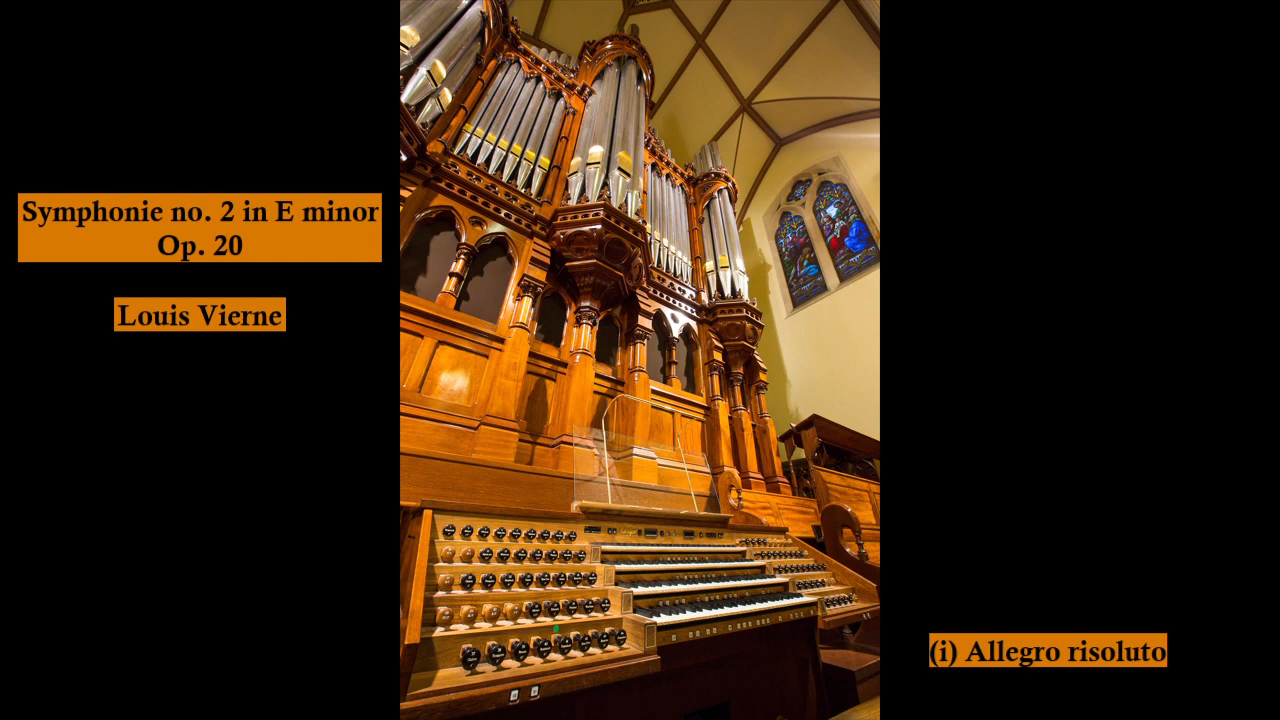 Symphonie no. 2 in E minor
Op. 20
Louis Vierne
(i) Allegro risoluto